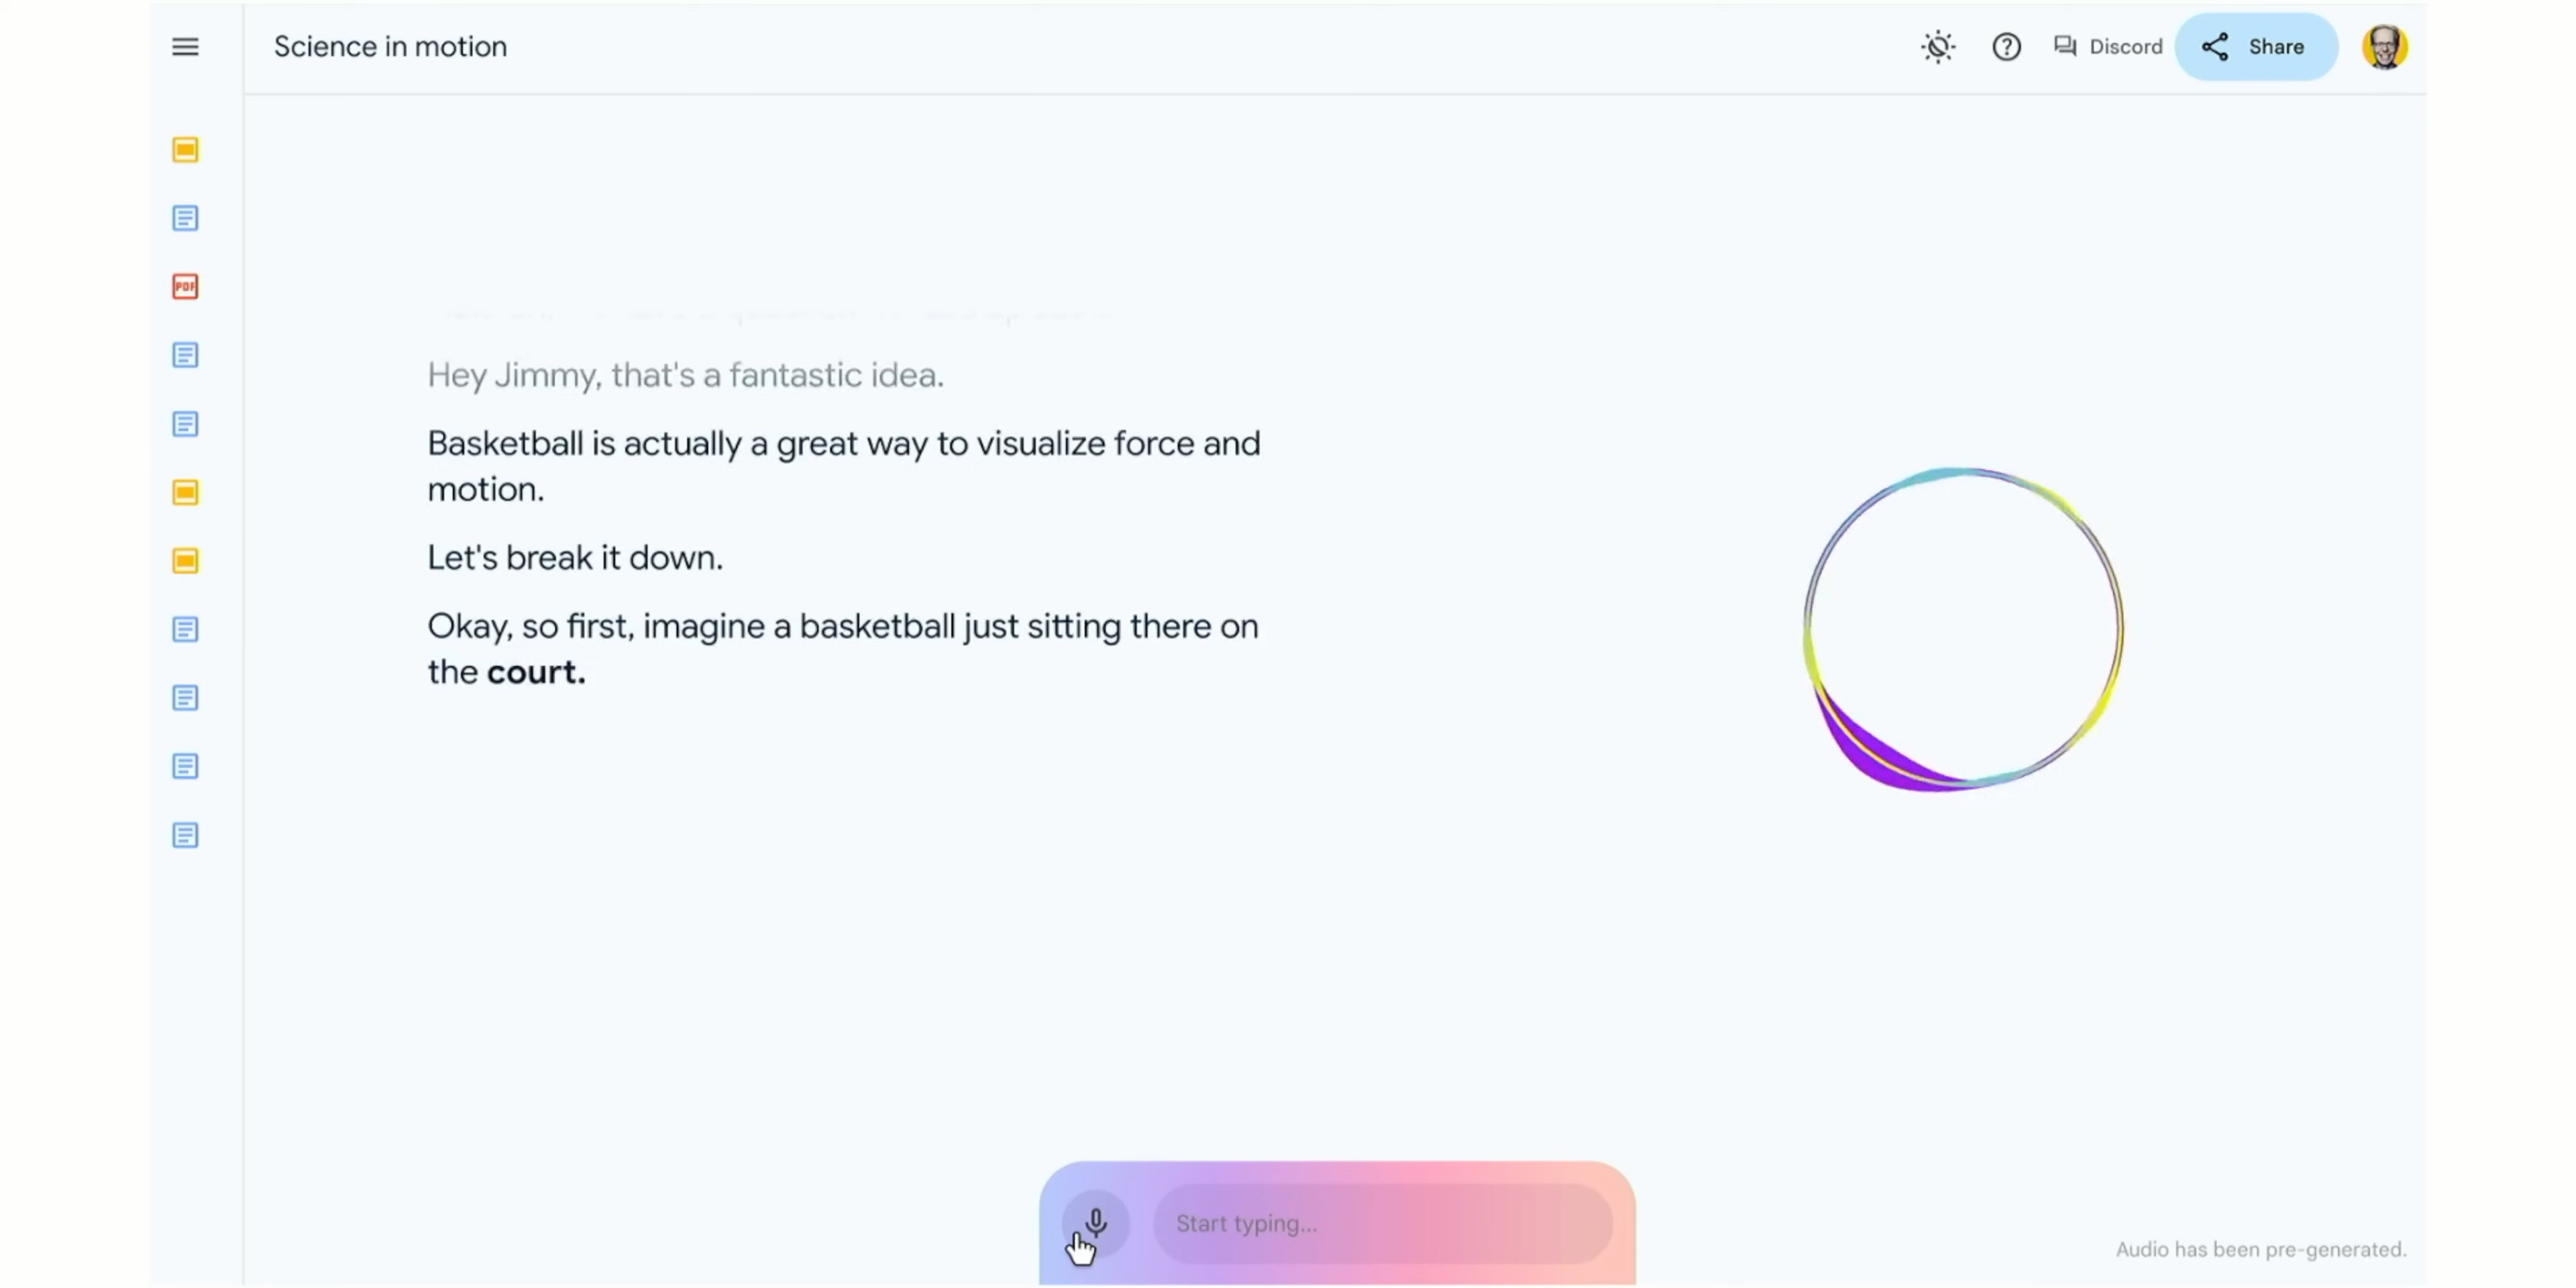 Science in motion
Discord
Share
PDF
Hey Jimmy, that's a fantastic idea.
Basketball is actually a great way to visualize force and
motion.
Let's break it down.
Okay, so first, imagine a basketball just sitting there on
the court.
Start typing...
Audio has been pre-generated.